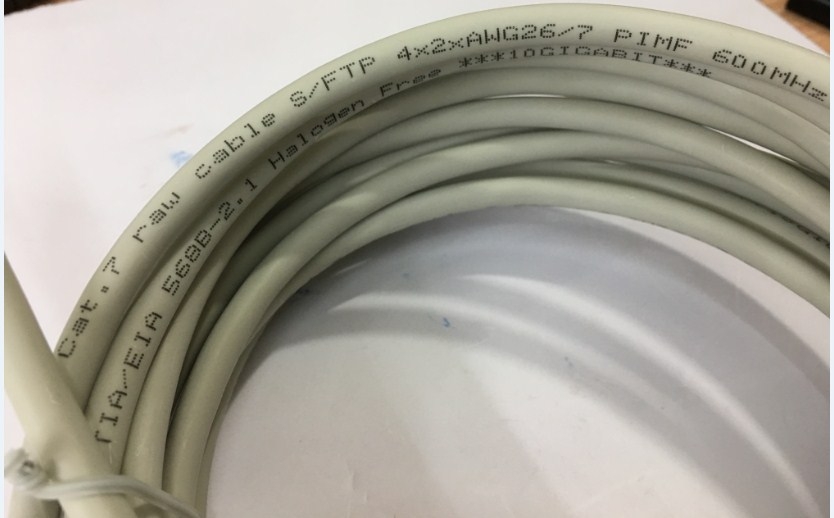 cat.7 raw cable S/FTP 4x2xAWG26/7 PIMF 600MHz
TIA/EIA 568B-2.1 Halogen Free ***10GIGABIT***